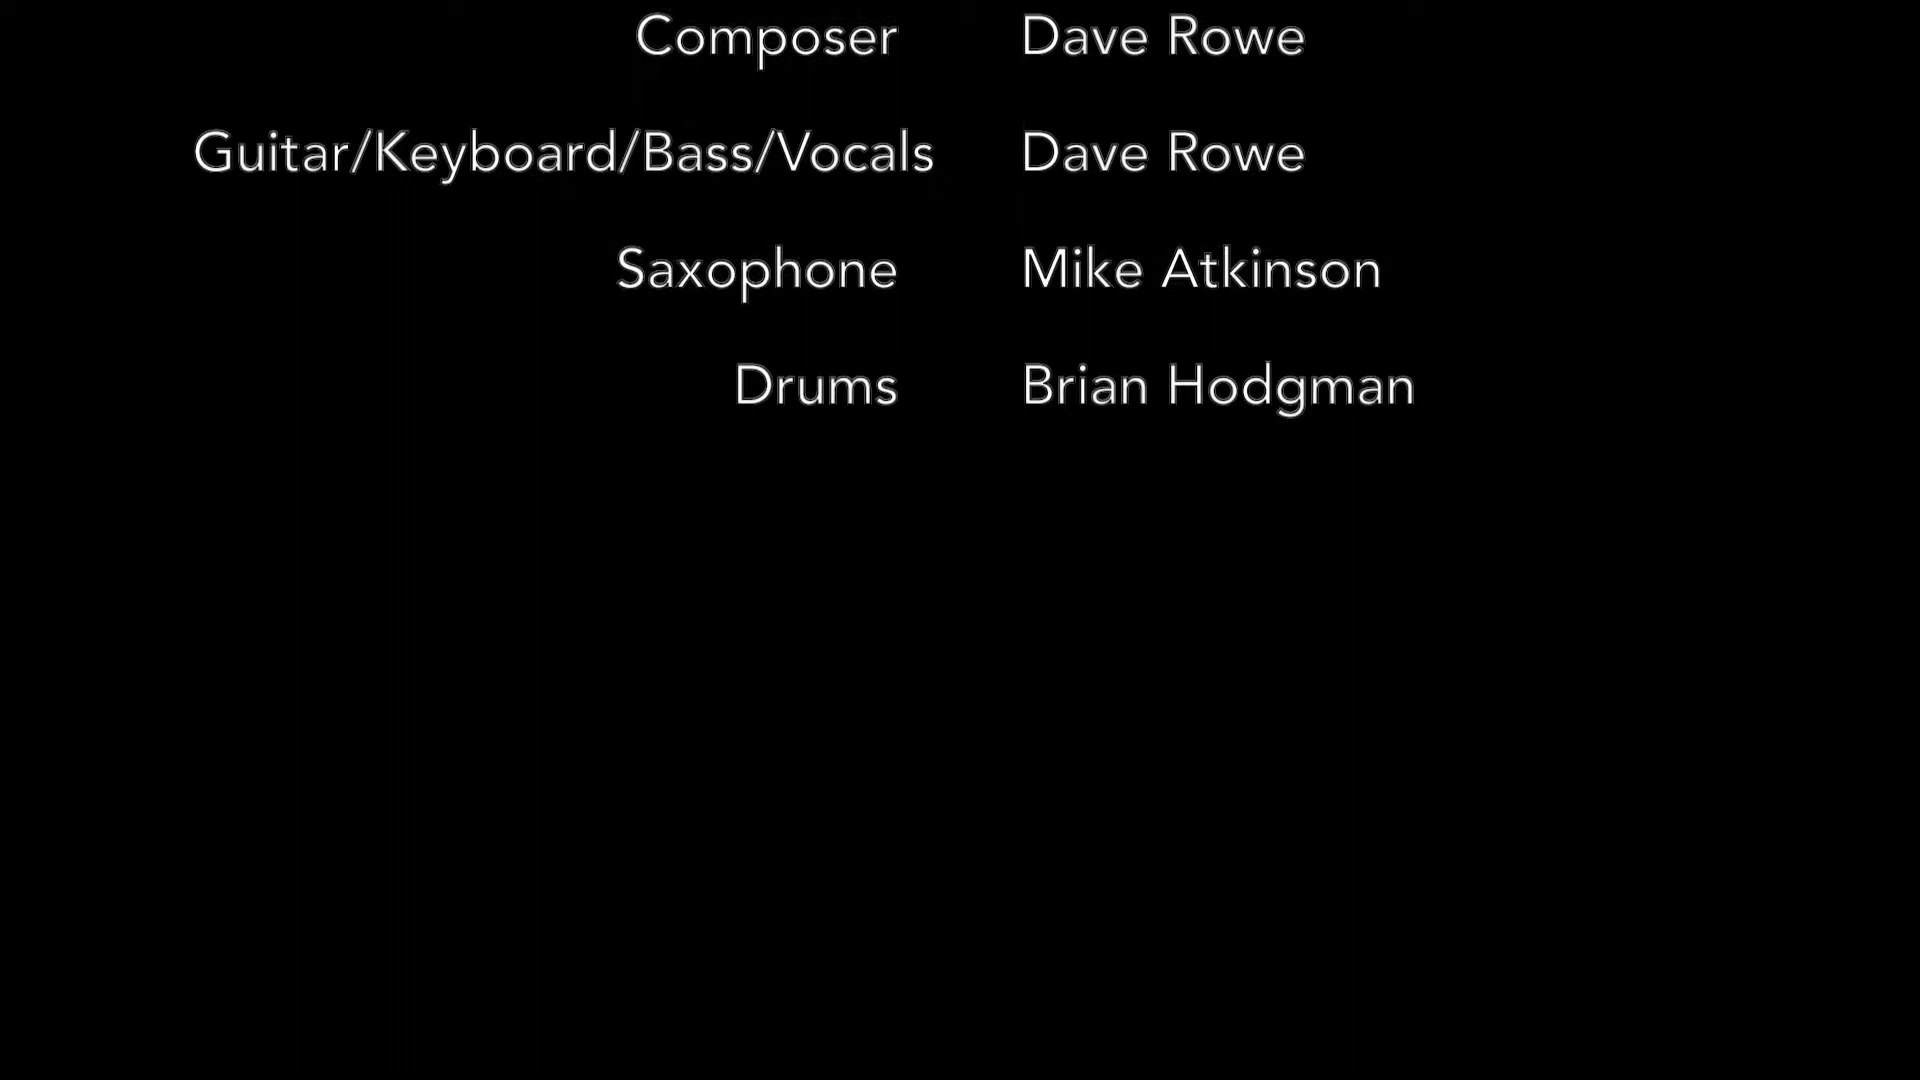 Composer Dave Rowe
Guitar/Keyboard/Bass/Vocals Dave Rowe
Saxophone Mike Atkinson
Drums Brian Hodgman